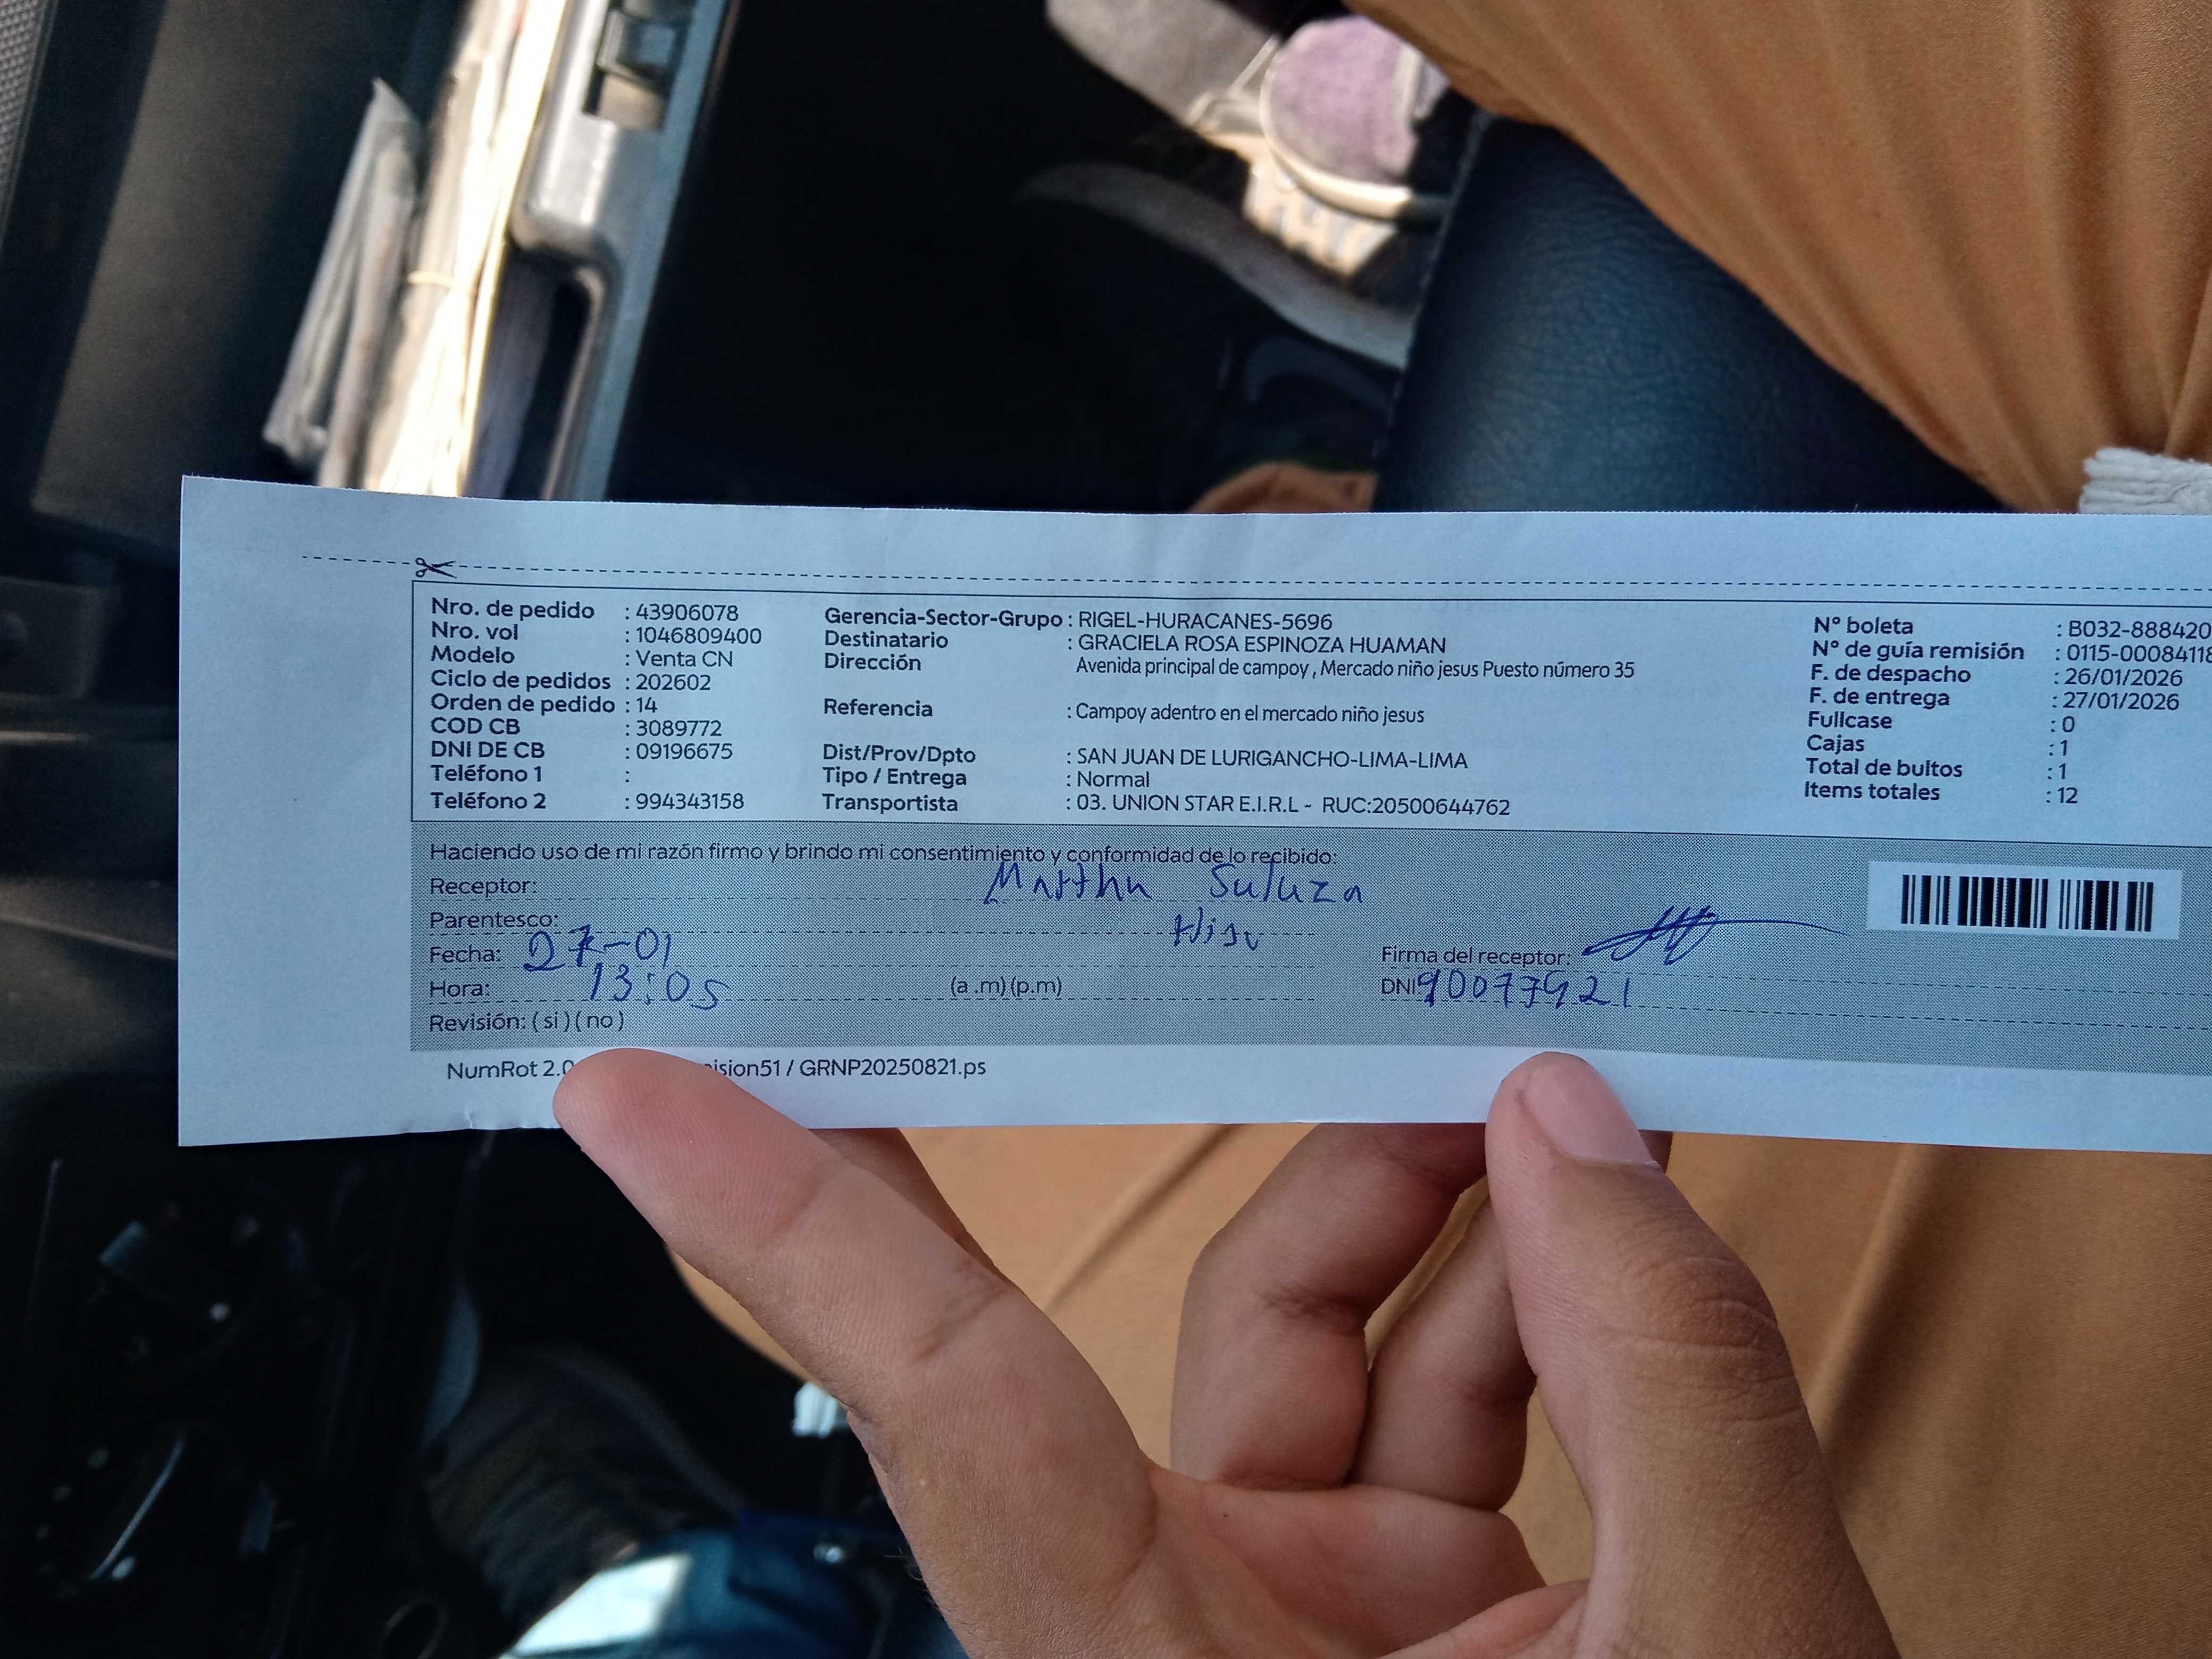 Nro. de pedido : 43906078
Nro. vol : 1046809400
Modelo : Venta CN
Ciclo de pedidos : 202602
Orden de pedido : 14
COD CB : 3089772
DNI DE CB : 09196675
Teléfono 1 :
Teléfono 2 : 994343158
Gerencia-Sector-Grupo : RIGEL-HURACANES-5696
Destinatario : GRACIELA ROSA ESPINOZA HUAMAN
Dirección Avenida principal de campoy , Mercado niño jesus Puesto número 35
Referencia : Campoy adentro en el mercado niño jesus
Dist/Prov/Dpto : SAN JUAN DE LURIGANCHO-LIMA-LIMA
Tipo / Entrega : Normal
Transportista : 03. UNION STAR E.I.R.L - RUC:20500644762
N° boleta : B032-888420
N° de guía remisión : 0115-00084118
F. de despacho : 26/01/2026
F. de entrega : 27/01/2026
Fullcase : 0
Cajas : 1
Total de bultos : 1
Items totales : 12
Haciendo uso de mi razón firmo y brindo mi consentimiento y conformidad de lo recibido:
Receptor:
Parentesco:
Fecha: 27-01
Hora: 13:05 (a .m) (p.m)
Revisión: ( si ) ( no )
Firma del receptor:
DNI:
NumRot 2.0 ision51 / GRNP20250821.ps